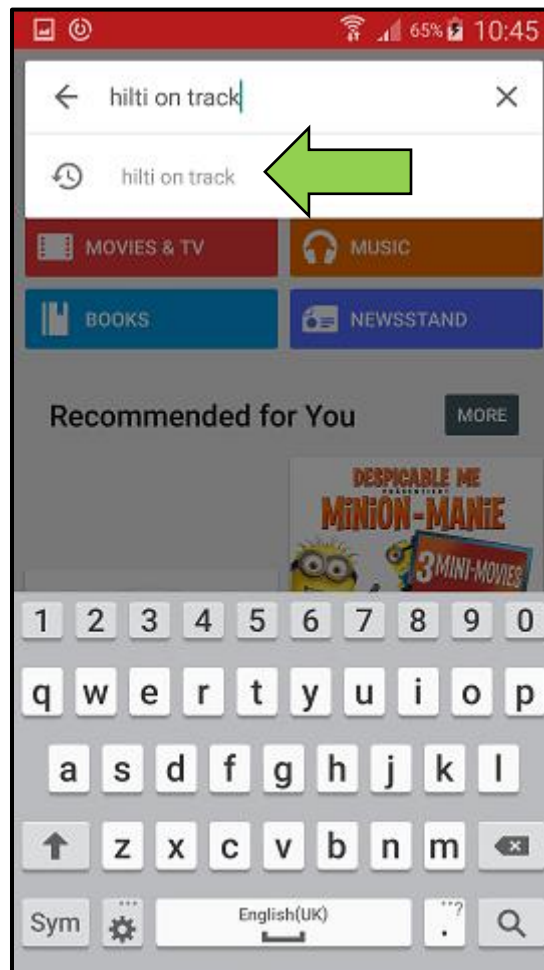 65% 10:45
hilti on track
hilti on track
MOVIES & TV MUSIC
BOOKS NEWSSTAND
Recommended for You MORE
DESPICABLE ME
PRÄSENTIERT
MINION-MANIE
3 MINI-MOVIES
1 2 3 4 5 6 7 8 9 0
q w e r t y u i o p
a s d f g h j k l
z x c v b n m
Sym English(UK) . ...?